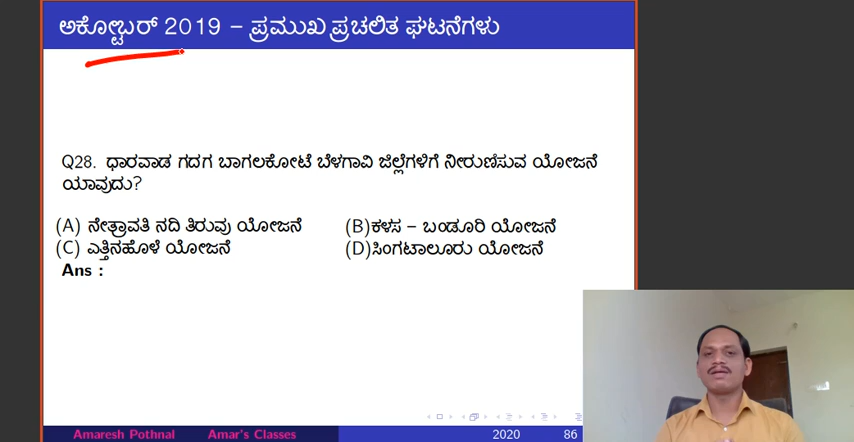 ಅಕೋಬ್ಟರ್ 2019 – ಪ್ರಮುಖ ಪ್ರಚಲಿತ ಘಟನೆಗಳು
Q28. ಧಾರವಾಡ ಗದಗ ಬಾಗಲಕೋಟೆ ಬೆಳಗಾವಿ ಜಿಲ್ಲೆಗಳಿಗೆ ನೀರುಣಿಸುವ ಯೋಜನೆ
ಯಾವುದು?
(A) ನೇತ್ರಾವತಿ ನದಿ ತಿರುವು ಯೋಜನೆ (B)ಕಳಸ – ಬಂಡೂರಿ ಯೋಜನೆ
(C) ಎತ್ತಿನಹೊಳೆ ಯೋಜನೆ (D)ಸಿಂಗಟಾಲೂರು ಯೋಜನೆ
Ans :
Amaresh Pothnal Amar's Classes 2020 86